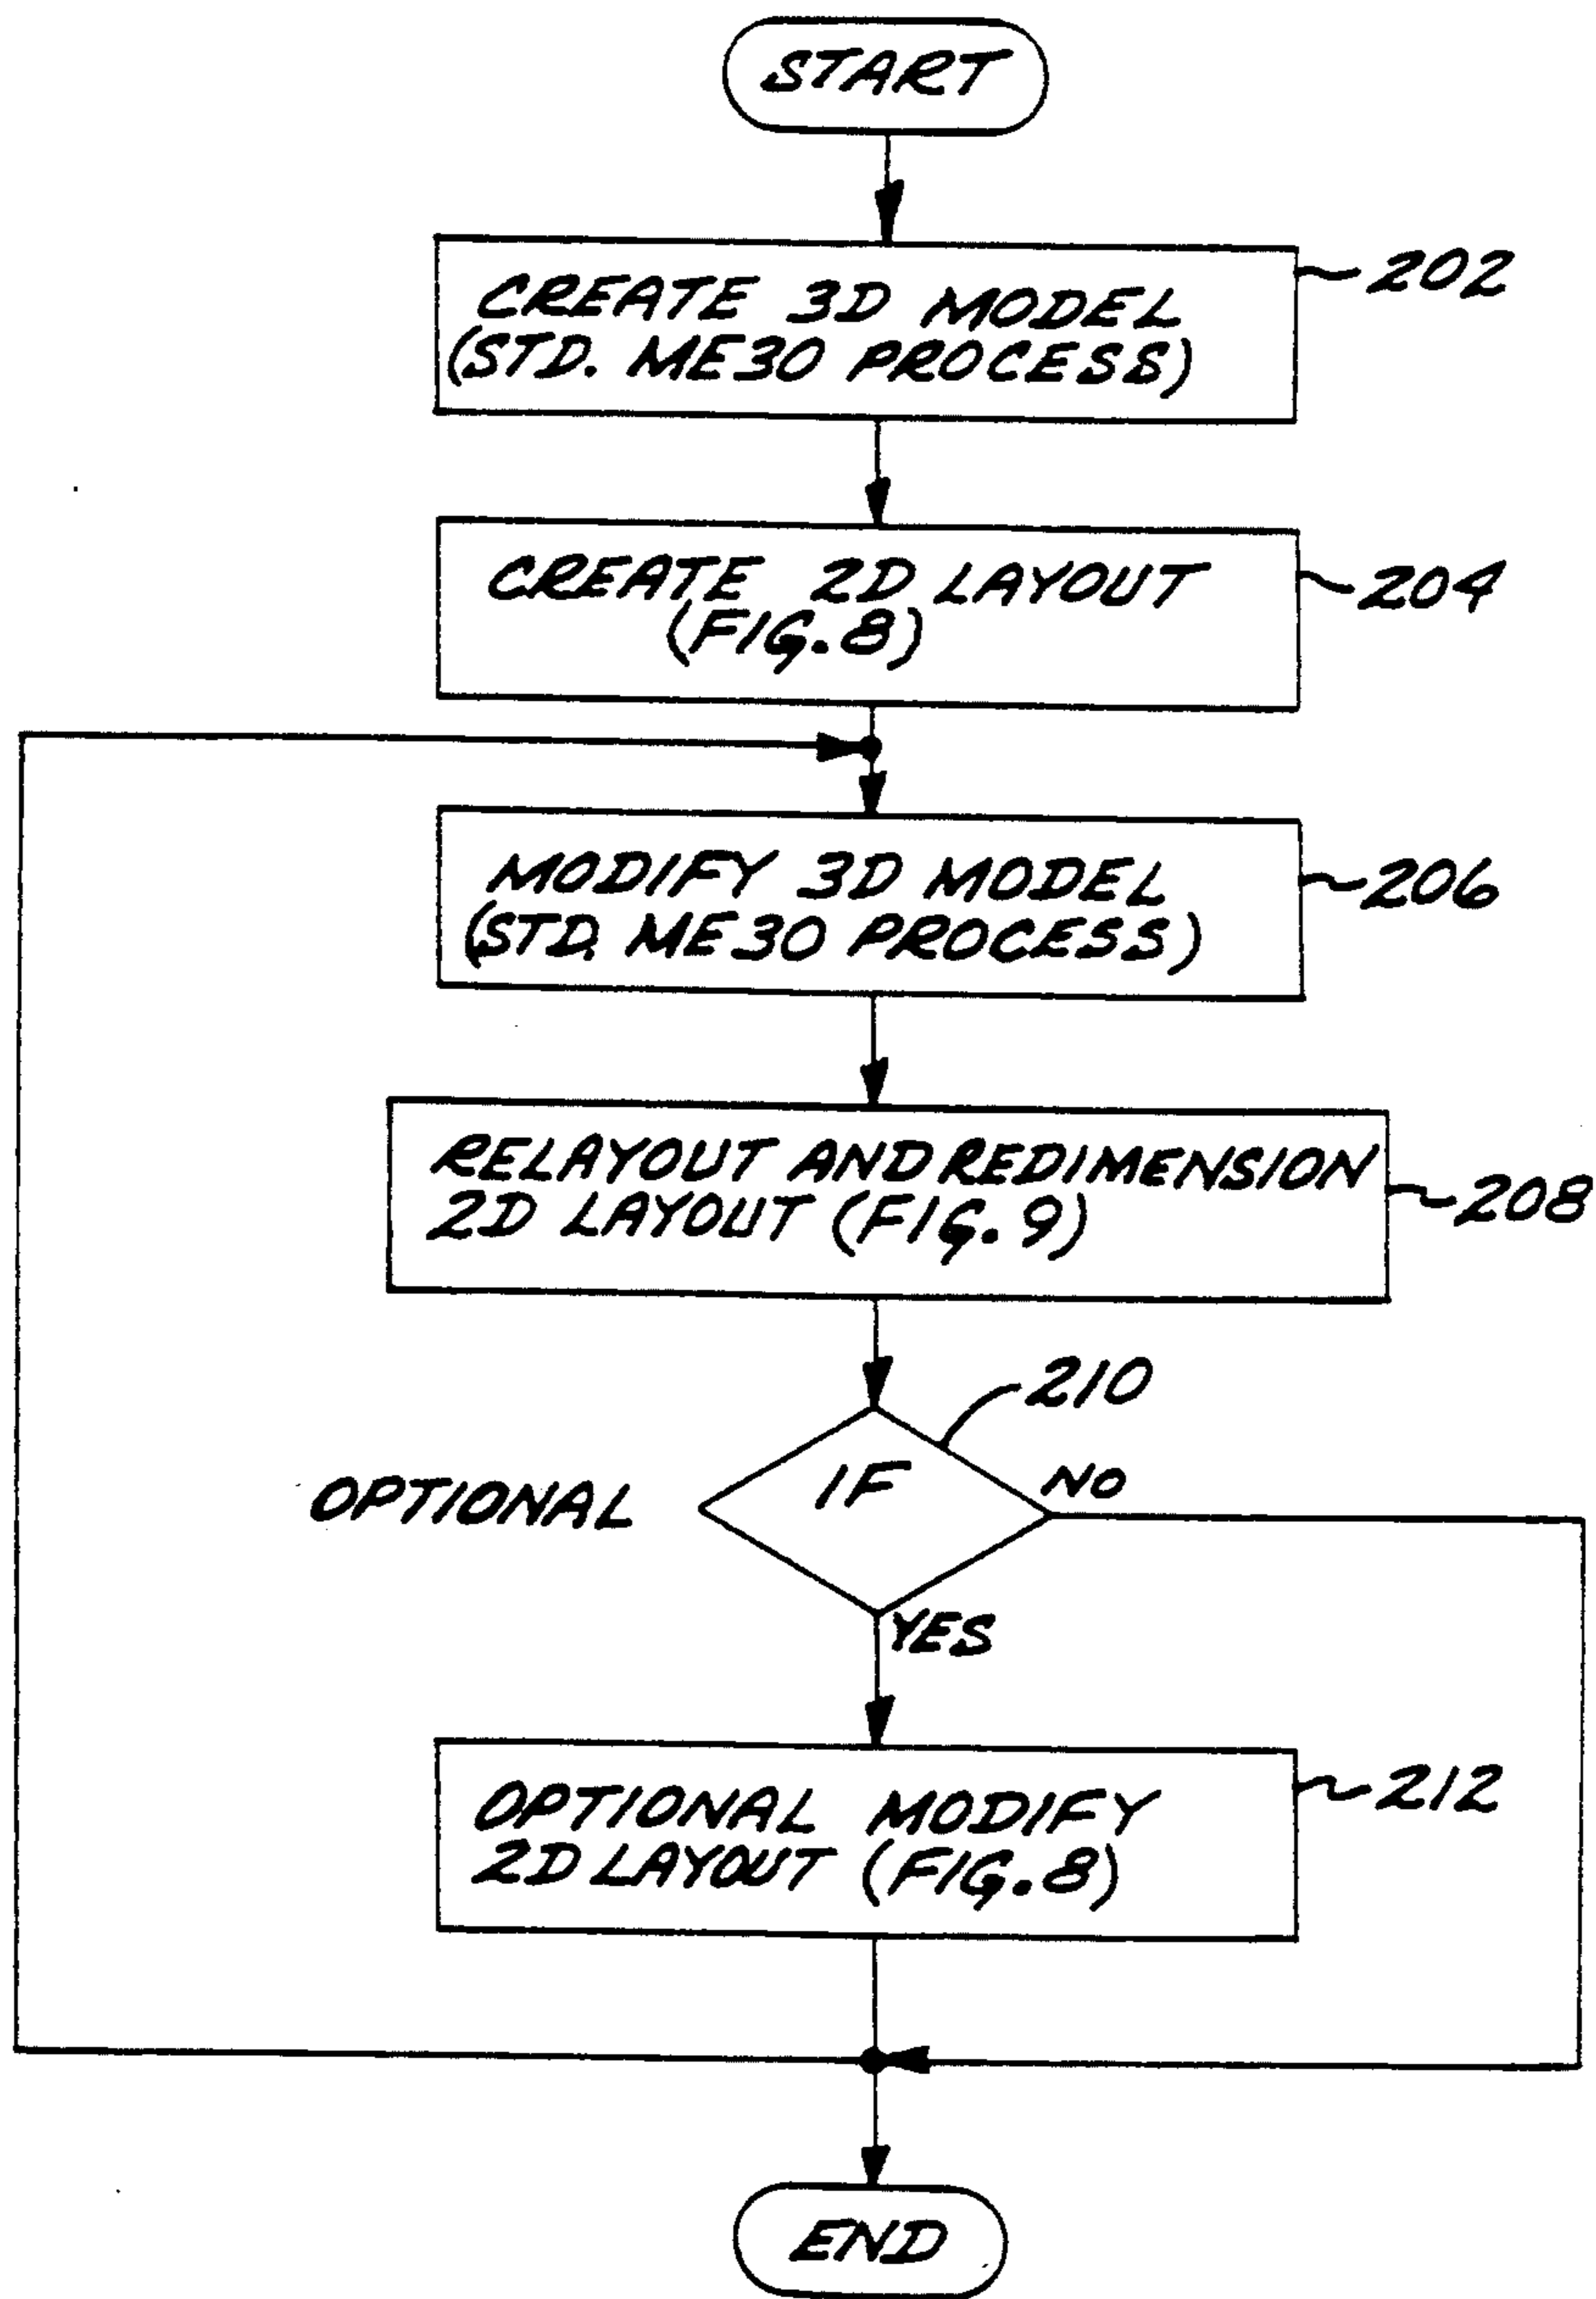 START
CREATE 3D MODEL
(STD. ME30 PROCESS)
202
CREATE 2D LAYOUT
(FIG. 8)
204
MODIFY 3D MODEL
(STD. ME30 PROCESS)
206
RELAYOUT AND REDIMENSION
2D LAYOUT (FIG. 9)
208
210
OPTIONAL
IF
NO
YES
OPTIONAL MODIFY
2D LAYOUT (FIG. 8)
212
END